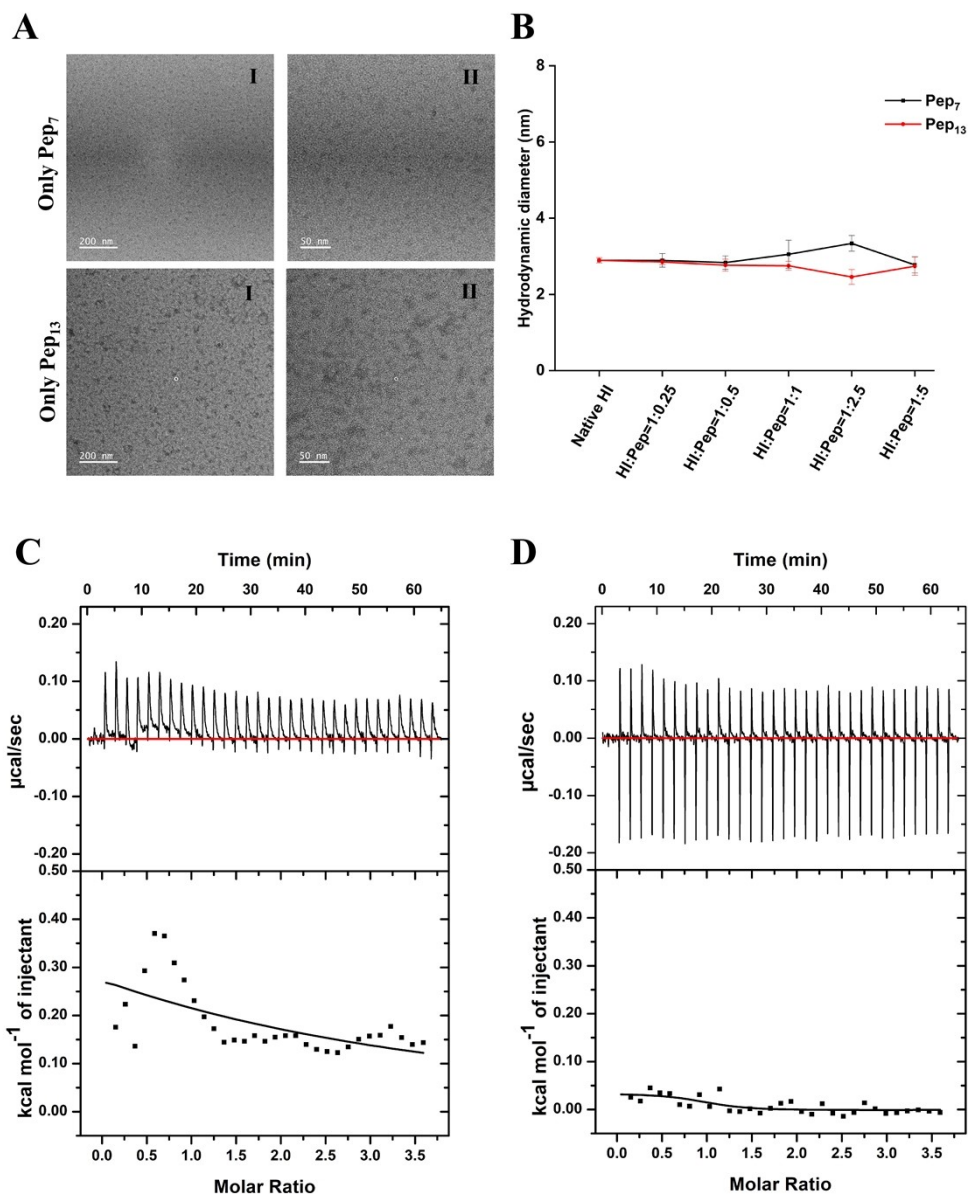 A
Only Pep7
I
200 nm
II
50 nm
Only Pep13
I
200 nm
II
50 nm
B
Hydrodynamic diameter (nm)
8
6
4
2
0
Pep7
Pep13
Native HI
HI:Pep=1:0.25
HI:Pep=1:0.5
HI:Pep=1:1
HI:Pep=1:2.5
HI:Pep=1:5
C
Time (min)
0 10 20 30 40 50 60
µcal/sec
0.20
0.10
0.00
-0.10
-0.20
kcal mol-1 of injectant
0.50
0.40
0.30
0.20
0.10
0.00
0.0 0.5 1.0 1.5 2.0 2.5 3.0 3.5
Molar Ratio
D
Time (min)
0 10 20 30 40 50 60
µcal/sec
0.20
0.10
0.00
-0.10
-0.20
kcal mol-1 of injectant
0.50
0.40
0.30
0.20
0.10
0.00
0.0 0.5 1.0 1.5 2.0 2.5 3.0 3.5
Molar Ratio